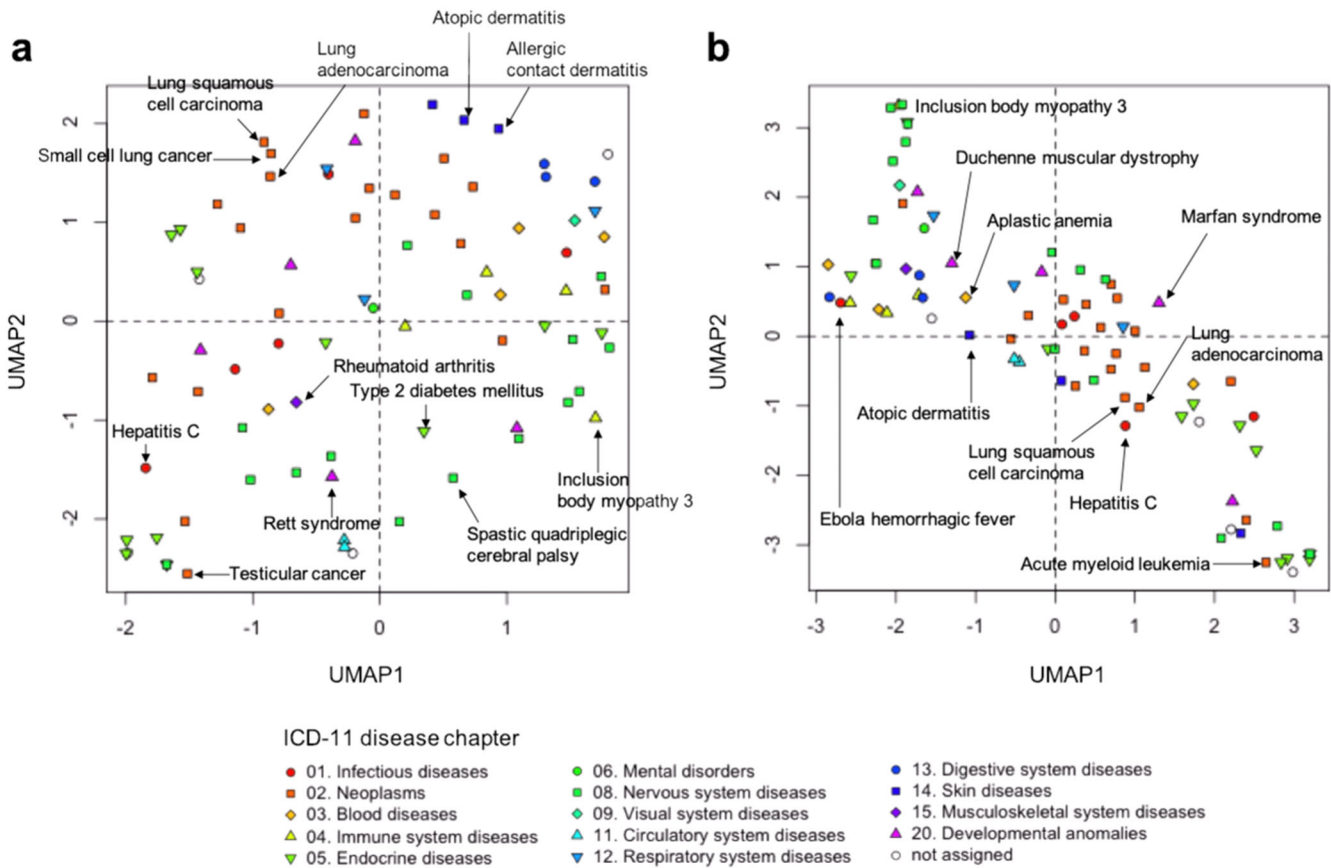 a
Atopic dermatitis
Lung
adenocarcinoma
Allergic
contact dermatitis
Lung squamous
cell carcinoma
Small cell lung cancer
Rheumatoid arthritis
Type 2 diabetes mellitus
Hepatitis C
Inclusion
body myopathy 3
Rett syndrome
Spastic quadriplegic
cerebral palsy
Testicular cancer
2
1
0
-1
-2
UMAP2
-2
-1
0
1
UMAP1
b
Inclusion body myopathy 3
Duchenne muscular dystrophy
Aplastic anemia
Marfan syndrome
Lung
adenocarcinoma
Atopic dermatitis
Lung squamous
cell carcinoma
Hepatitis C
Ebola hemorrhagic fever
Acute myeloid leukemia
3
2
1
0
-1
-2
-3
UMAP2
-3
-2
-1
0
1
2
3
UMAP1
ICD-11 disease chapter
01. Infectious diseases
02. Neoplasms
03. Blood diseases
04. Immune system diseases
05. Endocrine diseases
06. Mental disorders
08. Nervous system diseases
09. Visual system diseases
11. Circulatory system diseases
12. Respiratory system diseases
13. Digestive system diseases
14. Skin diseases
15. Musculoskeletal system diseases
20. Developmental anomalies
not assigned